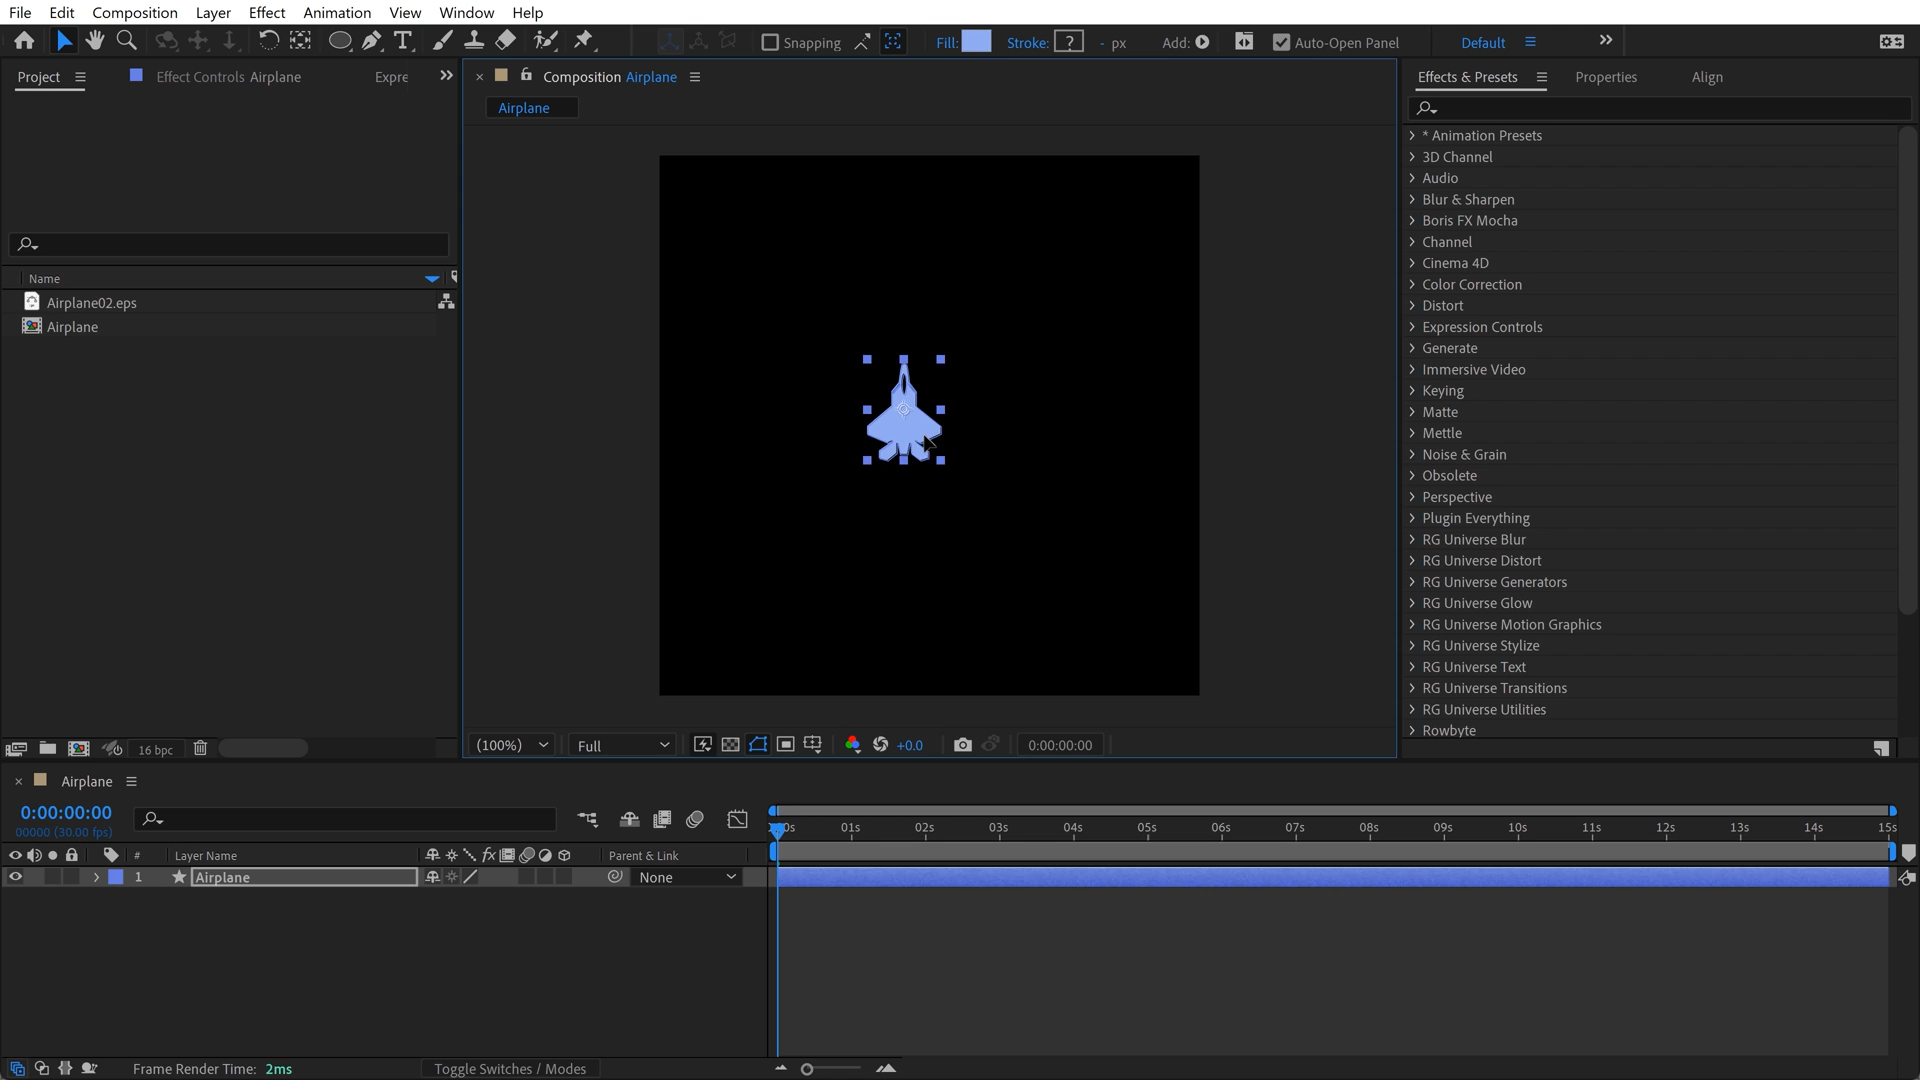 File Edit Composition Layer Effect Animation View Window Help
Snapping Fill: Stroke: ? - px Add: Auto-Open Panel Default
Project Effect Controls Airplane Expre
Composition Airplane
Airplane
Effects & Presets Properties Align
Name
Airplane02.eps
Airplane
16 bpc
(100%) Full +0.0 0:00:00:00
* Animation Presets
3D Channel
Audio
Blur & Sharpen
Boris FX Mocha
Channel
Cinema 4D
Color Correction
Distort
Expression Controls
Generate
Immersive Video
Keying
Matte
Mettle
Noise & Grain
Obsolete
Perspective
Plugin Everything
RG Universe Blur
RG Universe Distort
RG Universe Generators
RG Universe Glow
RG Universe Motion Graphics
RG Universe Stylize
RG Universe Text
RG Universe Transitions
RG Universe Utilities
Rowbyte
Airplane
0:00:00:00
00000 (30.00 fps)
01s 02s 03s 04s 05s 06s 07s 08s 09s 10s 11s 12s 13s 14s 15s
# Layer Name fx Parent & Link
1 Airplane None
Frame Render Time: 2ms Toggle Switches / Modes